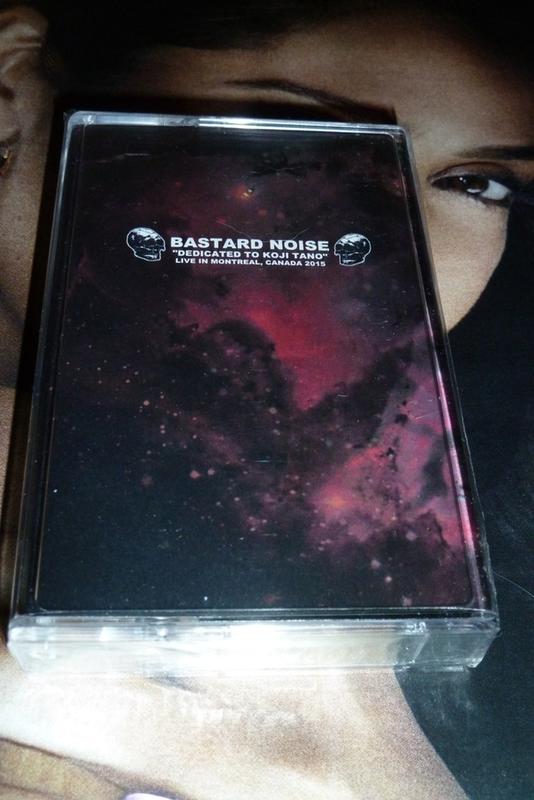 BASTARD NOISE
"DEDICATED TO KOJI TANO"
LIVE IN MONTREAL, CANADA 2015